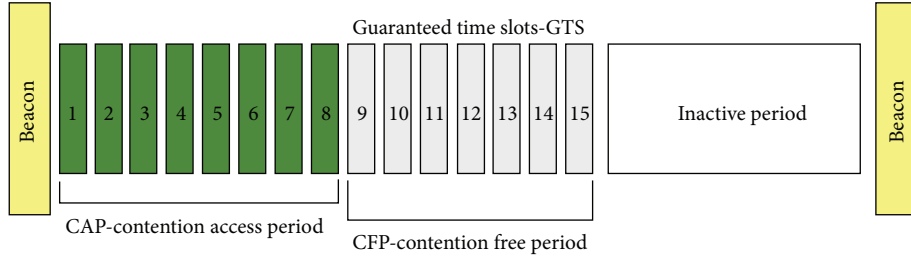 Guaranteed time slots-GTS
Beacon
1 2 3 4 5 6 7 8 9 10 11 12 13 14 15
Inactive period
Beacon
CAP-contention access period
CFP-contention free period